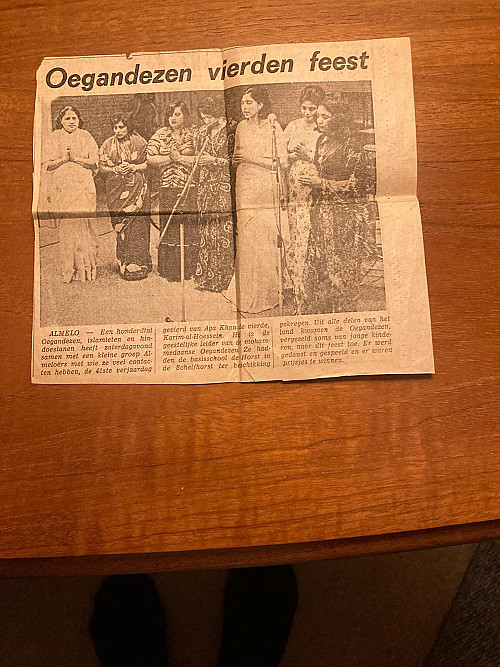 Oegandezen vierden feest
ALMELO — Een honderdtal
Oegandezen, islamieten en hin-
doeslanen heeft zaterdagavond
samen met een kleine groep Al-
meloërs met wie ze veel contac-
ten hebben, de 41ste verjaardag
gevierd van Aga Khan de vierde,
Karim-al-Hoessein. Hij is de
geestelijke leider van de moham-
medaanse Oegandezen. Ze had-
den de basisschool de Horst in
de Schelfhorst ter beschikking
gekregen. Uit alle delen van het
land kwamen de Oegandezen,
vergezeld soms van jonge kinde-
ren, naar dit feest toe. Er werd
gedanst en gespeeld en er waren
prijsjes te winnen.